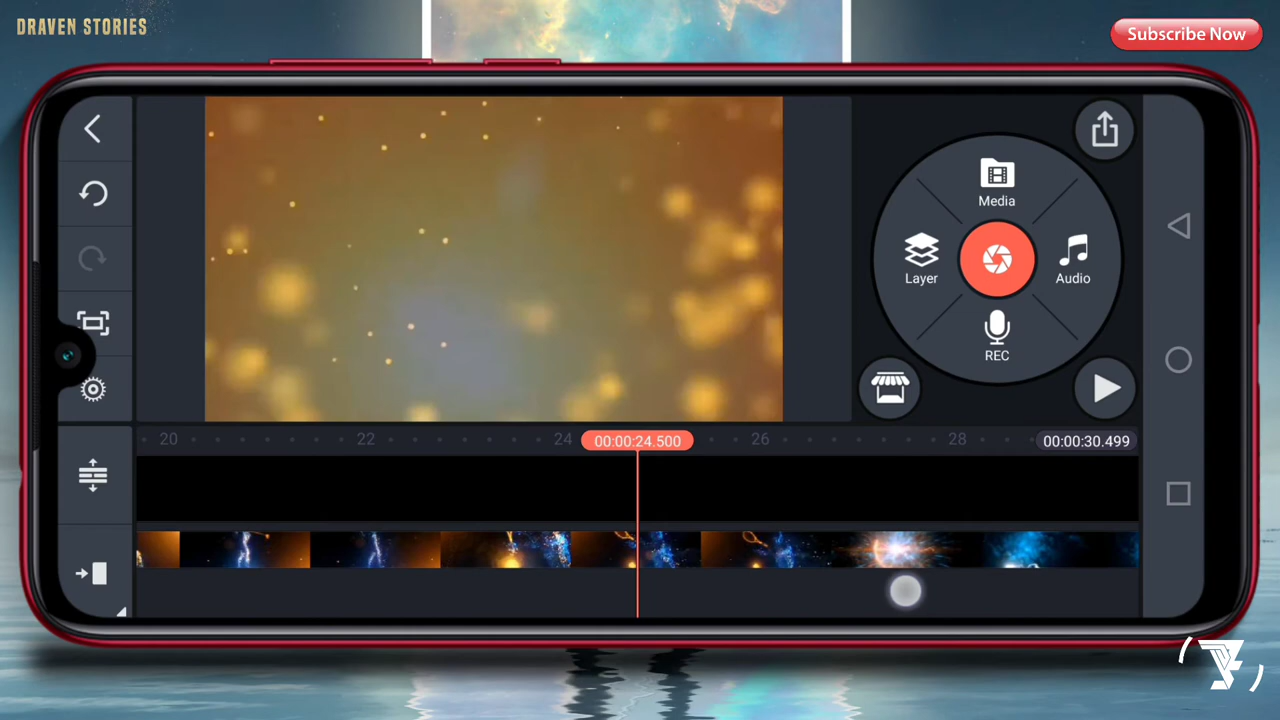 DRAVEN STORIES
Subscribe Now
Media
Layer
Audio
REC
20
22
24
00:00:24.500
26
28
00:00:30.499